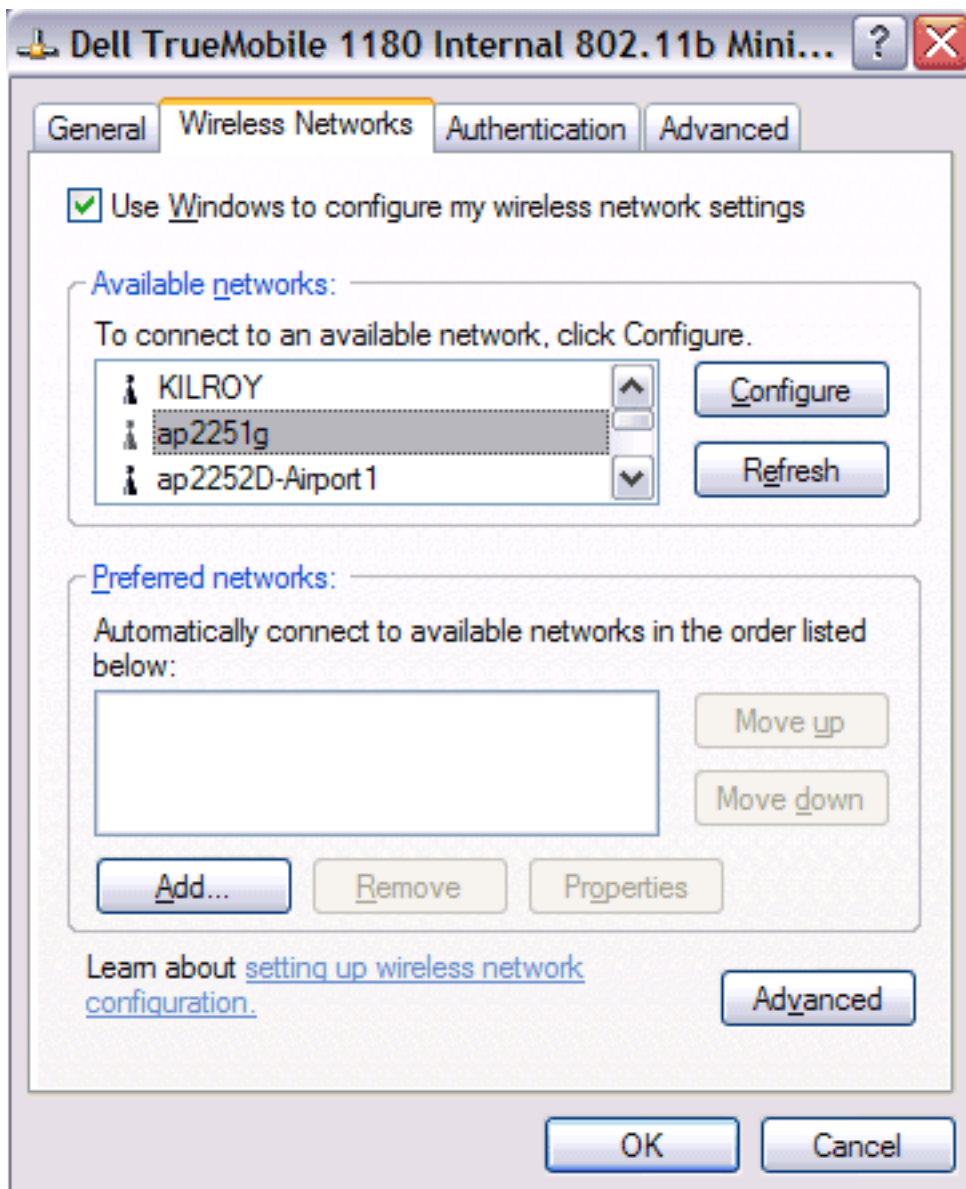 Dell TrueMobile 1180 Internal 802.11b Mini... ?
General Wireless Networks Authentication Advanced
Use Windows to configure my wireless network settings
Available networks:
To connect to an available network, click Configure.
KILROY
Configure
ap2251g
ap2252D-Airport1
Refresh
Preferred networks:
Automatically connect to available networks in the order listed
below:
Move up
Move down
Add... Remove Properties
Learn about setting up wireless network
configuration.
Advanced
OK Cancel